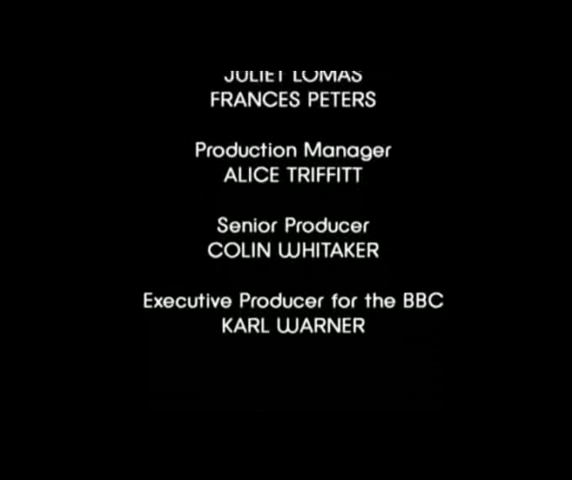 JULIET LOMAS
FRANCES PETERS
Production Manager
ALICE TRIFFITT
Senior Producer
COLIN WHITAKER
Executive Producer for the BBC
KARL WARNER